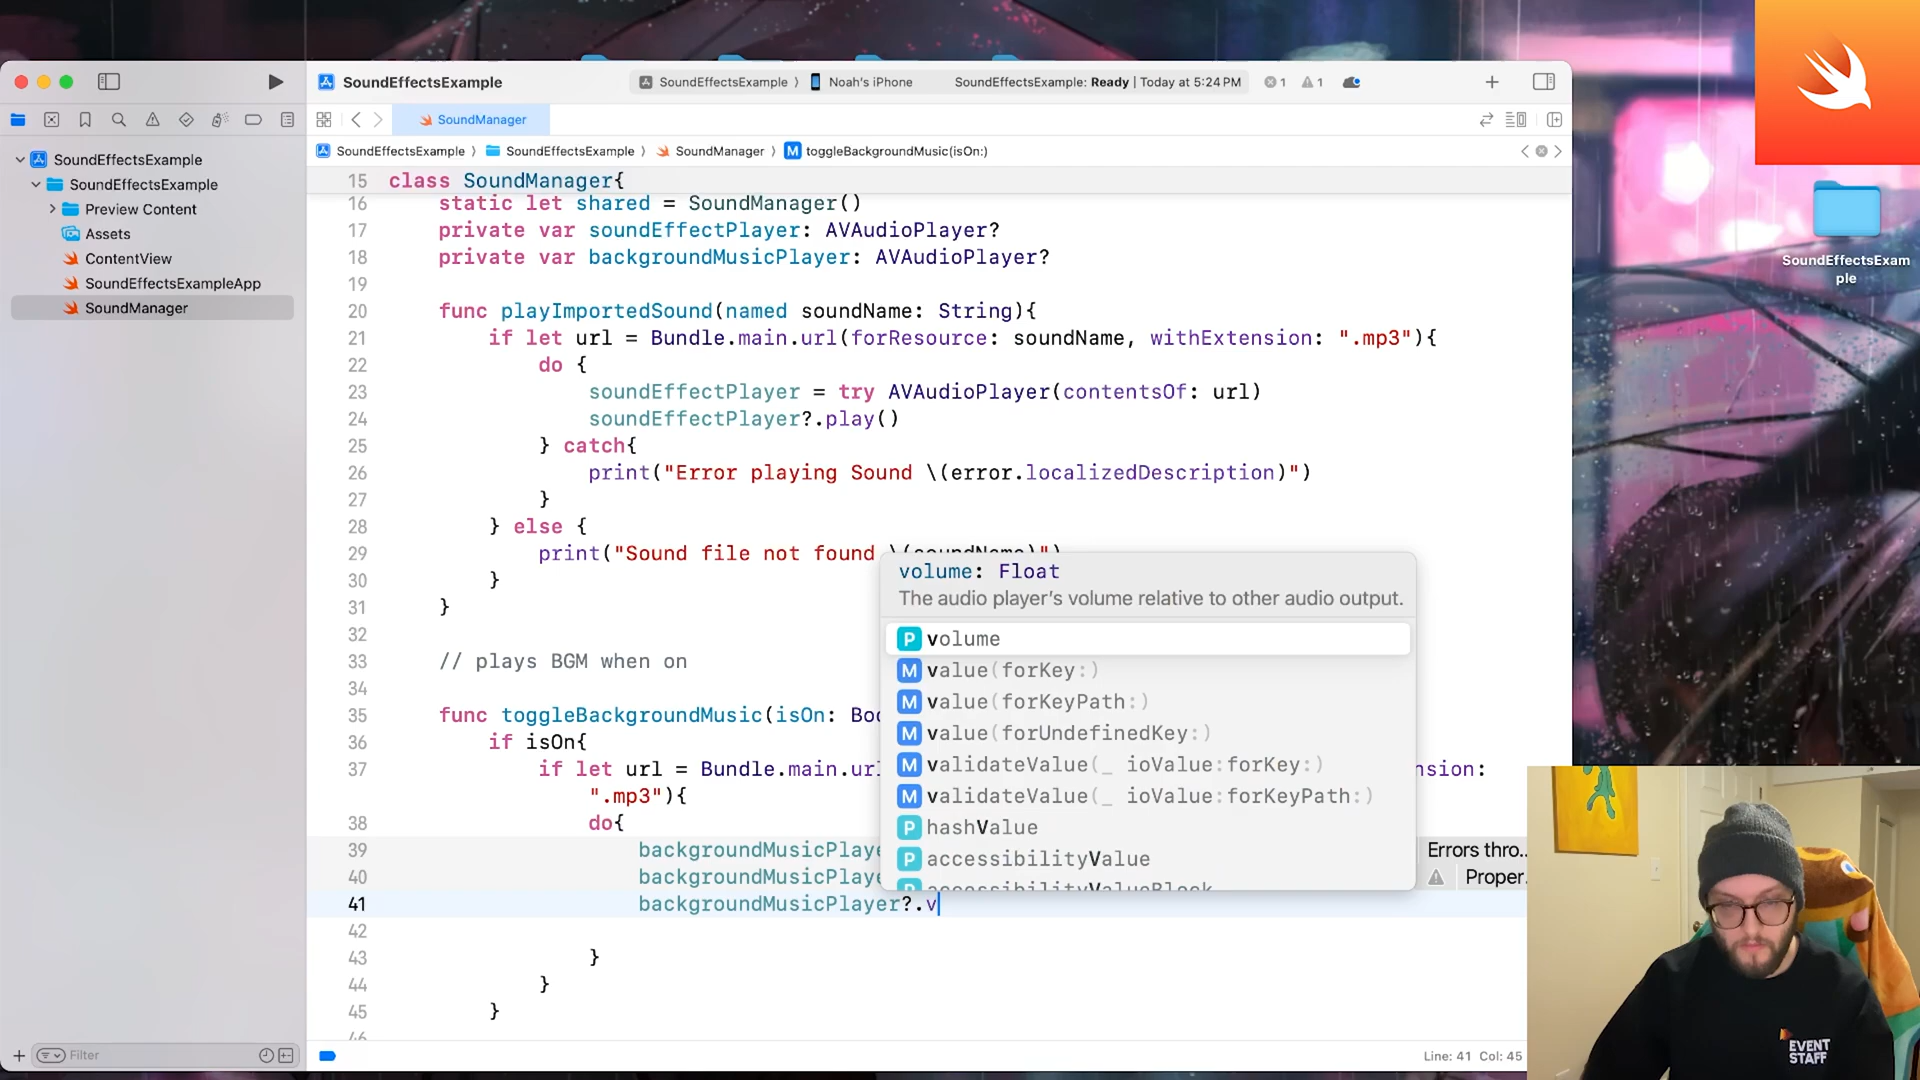 SoundEffectsExample
SoundEffectsExample 〉 Noah's iPhone
SoundEffectsExample: Ready | Today at 5:24 PM
1
1
SoundManager
SoundEffectsExample 〉 SoundEffectsExample 〉 SoundManager 〉 M toggleBackgroundMusic(isOn:)
SoundEffectsExample
SoundEffectsExample
Preview Content
Assets
ContentView
SoundEffectsExampleApp
SoundManager
Filter
15 class SoundManager{
16 static let shared = SoundManager()
17 private var soundEffectPlayer: AVAudioPlayer?
18 private var backgroundMusicPlayer: AVAudioPlayer?
19
20 func playImportedSound(named soundName: String){
21 if let url = Bundle.main.url(forResource: soundName, withExtension: ".mp3"){
22 do {
23 soundEffectPlayer = try AVAudioPlayer(contentsOf: url)
24 soundEffectPlayer?.play()
25 } catch{
26 print("Error playing Sound \(error.localizedDescription)")
27 }
28 } else {
29 print("Sound file not found \(soundName)")
30 }
31 }
32
33 // plays BGM when on
34
35 func toggleBackgroundMusic(isOn:
36 if isOn{
37 if let url = Bundle.main.
".mp3"){
38 do{
39 backgroundMusicPlaye Errors thro..
40 backgroundMusicPlaye Proper.
41 backgroundMusicPlayer?.v
42
43 }
44 }
45 }
46
volume: Float
The audio player's volume relative to other audio output.
P volume
M value(forKey:)
M value(forKeyPath:)
M value(forUndefinedKey:)
M validateValue(_ ioValue:forKey:)
M validateValue(_ ioValue:forKeyPath:)
P hashValue
P accessibilityValue
P accessibilityValueBlock
Line: 41 Col: 45
SoundEffectsExam
ple
EVENT
STAFF